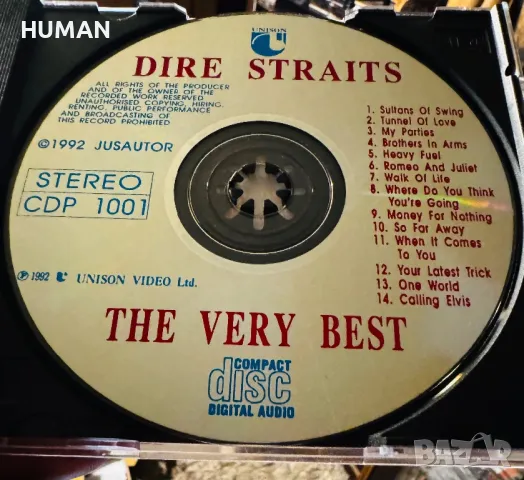 HUMAN
UNISON
DIRE STRAITS
ALL RIGHTS OF THE PRODUCER
AND OF THE OWNER OF THE
RECORDED WORK RESERVED
UNAUTHORISED COPYING, HIRING,
RENTING, PUBLIC PERFORMANCE
AND BROADCASTING OF
THIS RECORD PROHIBITED
©1992 JUSAUTOR
STEREO
CDP 1001
℗1992 UNISON VIDEO Ltd.
1. Sultans Of Swing
2. Tunnel Of Love
3. My Parties
4. Brothers In Arms
5. Heavy Fuel
6. Romeo And Juliet
7. Walk Of Life
8. Where Do You Think
You're Going
9. Money For Nothing
10. So Far Away
11. When It Comes
To You
12. Your Latest Trick
13. One World
14. Calling Elvis
THE VERY BEST
COMPACT
disc
DIGITAL AUDIO
BAZAR